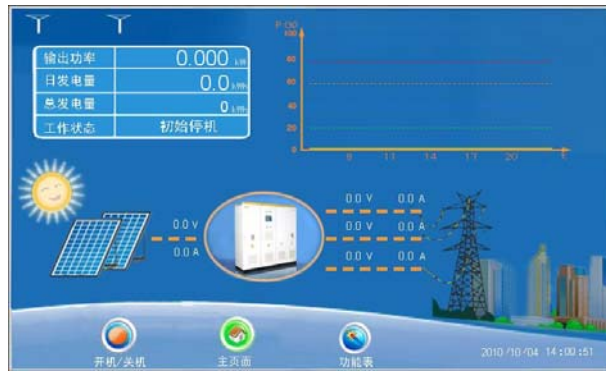 输出功率 0.000 kW
日发电量 0.0 kWh
总发电量 0 kWh
工作状态 初始停机
P (%)
100
80
60
40
20
8 11 14 17 20 t
0.0 V
0.0 A
0.0 V 0.0 A
0.0 V 0.0 A
0.0 V 0.0 A
开机/关机
主页面
功能表
2010/10/04 14:00:51